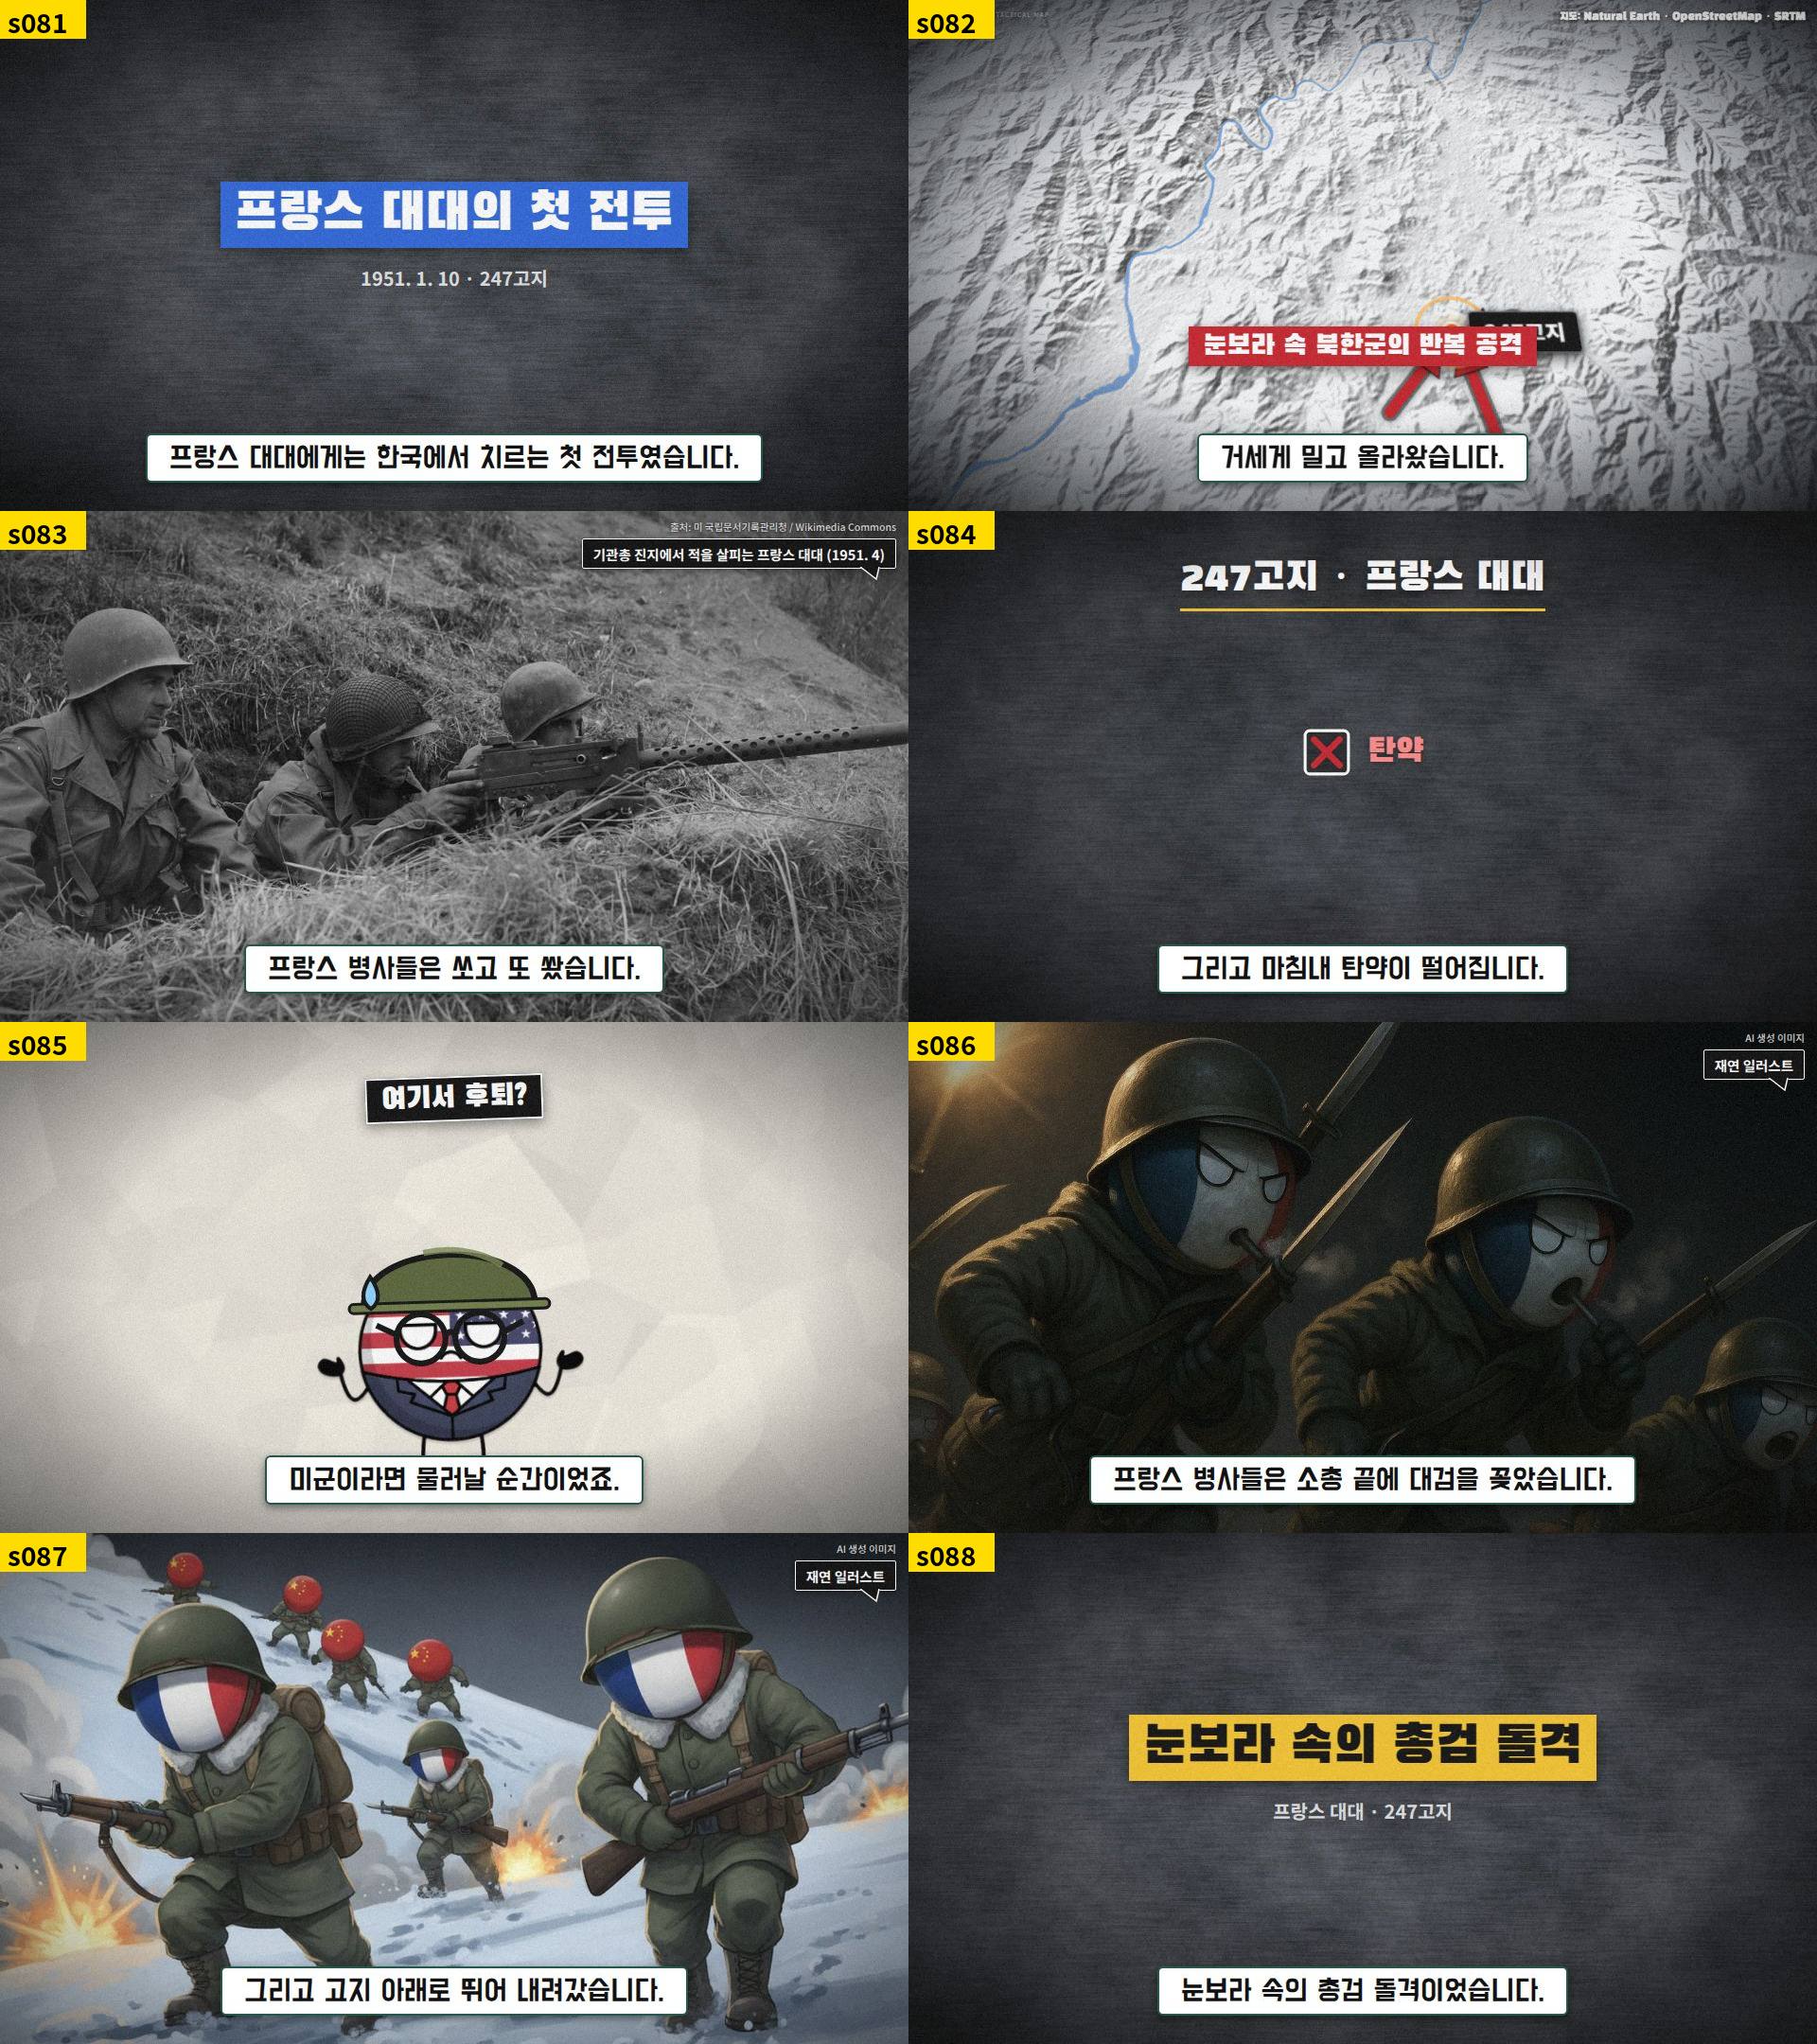 s081
프랑스 대대의 첫 전투
1951. 1. 10 · 247고지
프랑스 대대에게는 한국에서 치르는 첫 전투였습니다.
s082
지도: Natural Earth · OpenStreetMap · SRTM
고지
눈보라 속 북한군의 반복 공격
거세게 밀고 올라왔습니다.
s083
출처: 미 국립문서기록관리청 / Wikimedia Commons
기관총 진지에서 적을 살피는 프랑스 대대 (1951. 4)
프랑스 병사들은 쏘고 또 쐈습니다.
s084
247고지 · 프랑스 대대
탄약
그리고 마침내 탄약이 떨어집니다.
s085
여기서 후퇴?
미군이라면 물러날 순간이었죠.
s086
AI 생성 이미지
재연 일러스트
프랑스 병사들은 소총 끝에 대검을 꽂았습니다.
s087
AI 생성 이미지
재연 일러스트
그리고 고지 아래로 뛰어 내려갔습니다.
s088
눈보라 속의 총검 돌격
프랑스 대대 · 247고지
눈보라 속의 총검 돌격이었습니다.